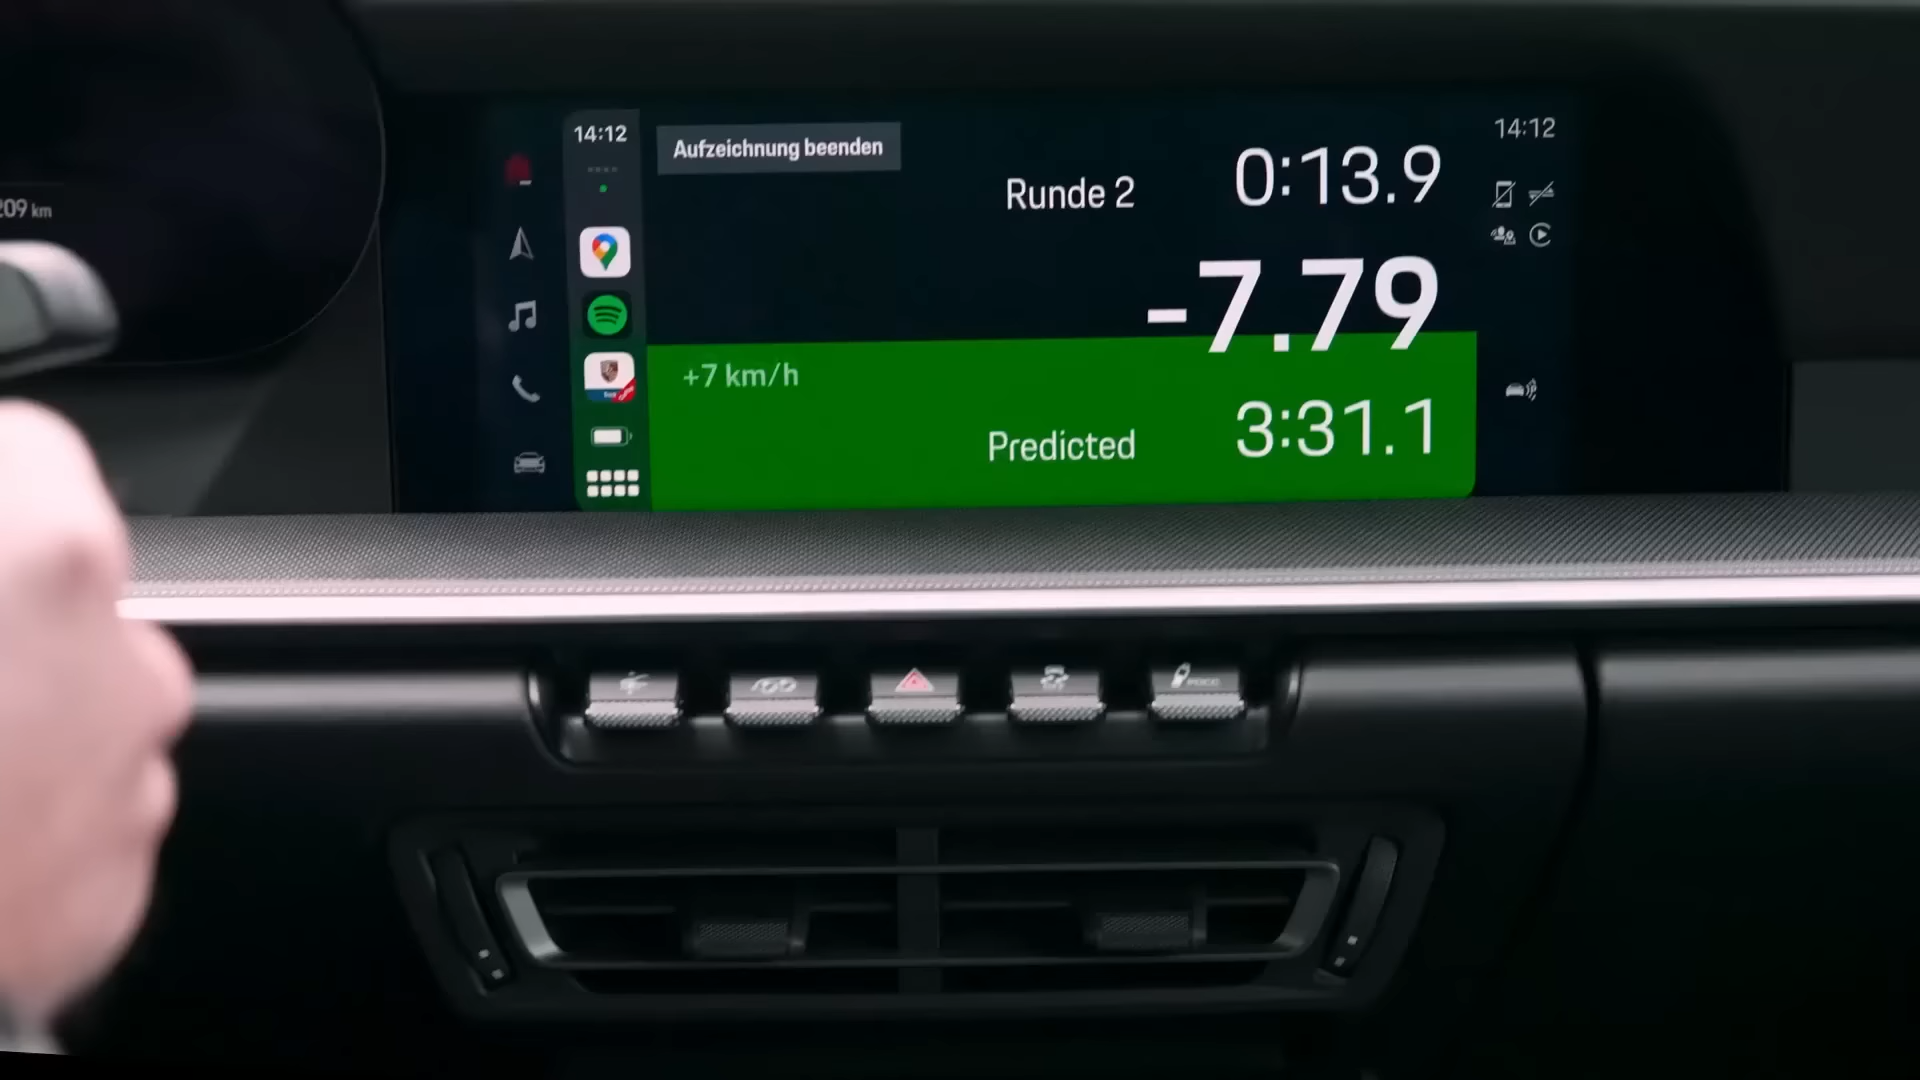 209 km
14:12
Aufzeichnung beenden
Runde 2
0:13.9
14:12
-7.79
+7 km/h
Predicted
3:31.1